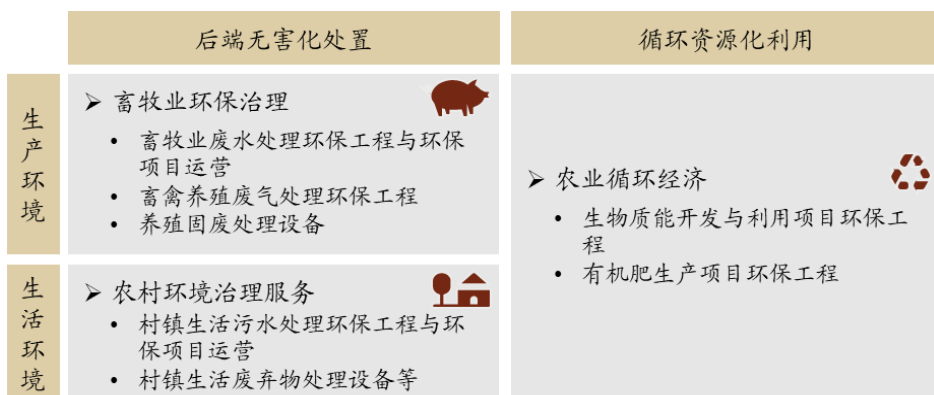 后端无害化处置
循环资源化利用
生产环境
➢ 畜牧业环保治理
• 畜牧业废水处理环保工程与环保
项目运营
• 畜禽养殖废气处理环保工程
• 养殖固废处理设备
➢ 农业循环经济
• 生物质能开发与利用项目环保工
程
• 有机肥生产项目环保工程
生活环境
➢ 农村环境治理服务
• 村镇生活污水处理环保工程与环
保项目运营
• 村镇生活废弃物处理设备等